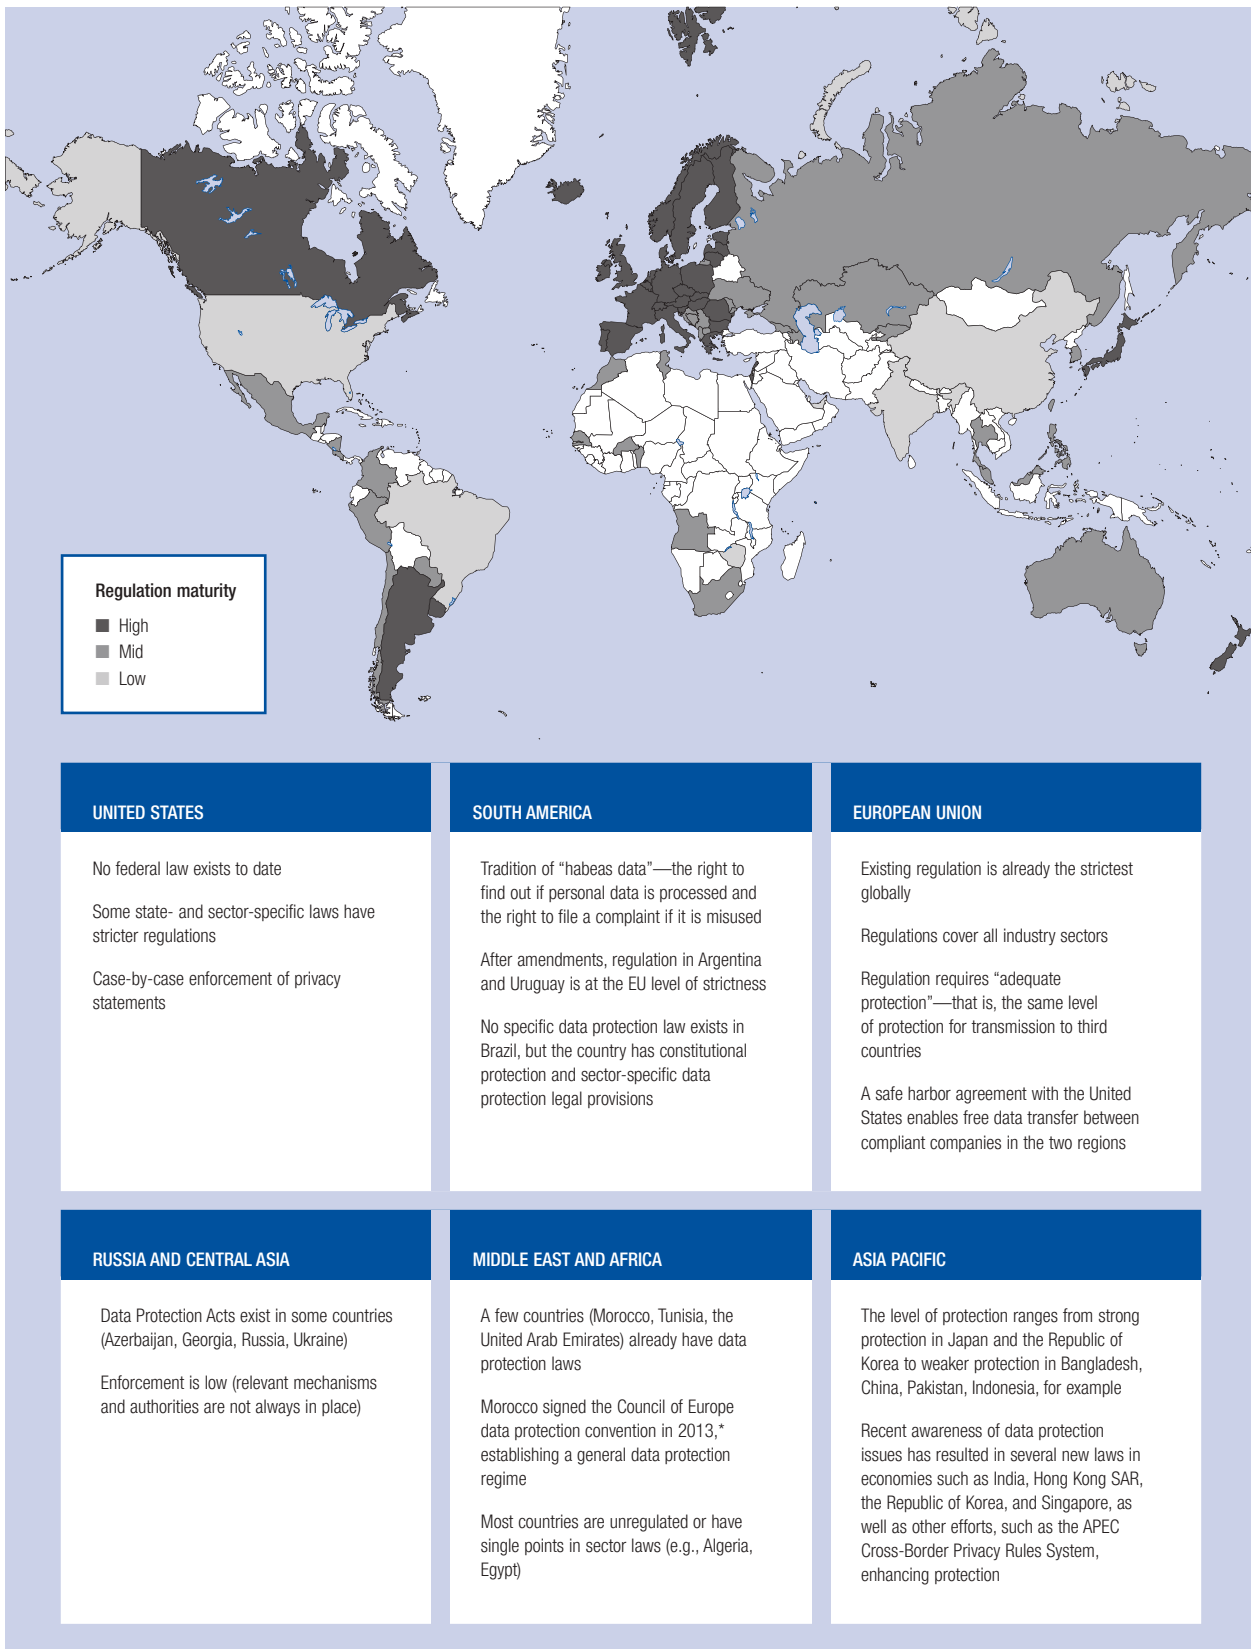 Regulation maturity
High
Mid
Low
UNITED STATES
No federal law exists to date
Some state- and sector-specific laws have
stricter regulations
Case-by-case enforcement of privacy
statements
SOUTH AMERICA
Tradition of “habeas data”—the right to
find out if personal data is processed and
the right to file a complaint if it is misused
After amendments, regulation in Argentina
and Uruguay is at the EU level of strictness
No specific data protection law exists in
Brazil, but the country has constitutional
protection and sector-specific data
protection legal provisions
EUROPEAN UNION
Existing regulation is already the strictest
globally
Regulations cover all industry sectors
Regulation requires “adequate
protection”—that is, the same level
of protection for transmission to third
countries
A safe harbor agreement with the United
States enables free data transfer between
compliant companies in the two regions
RUSSIA AND CENTRAL ASIA
Data Protection Acts exist in some countries
(Azerbaijan, Georgia, Russia, Ukraine)
Enforcement is low (relevant mechanisms
and authorities are not always in place)
MIDDLE EAST AND AFRICA
A few countries (Morocco, Tunisia, the
United Arab Emirates) already have data
protection laws
Morocco signed the Council of Europe
data protection convention in 2013,*
establishing a general data protection
regime
Most countries are unregulated or have
single points in sector laws (e.g., Algeria,
Egypt)
ASIA PACIFIC
The level of protection ranges from strong
protection in Japan and the Republic of
Korea to weaker protection in Bangladesh,
China, Pakistan, Indonesia, for example
Recent awareness of data protection
issues has resulted in several new laws in
economies such as India, Hong Kong SAR,
the Republic of Korea, and Singapore, as
well as other efforts, such as the APEC
Cross-Border Privacy Rules System,
enhancing protection